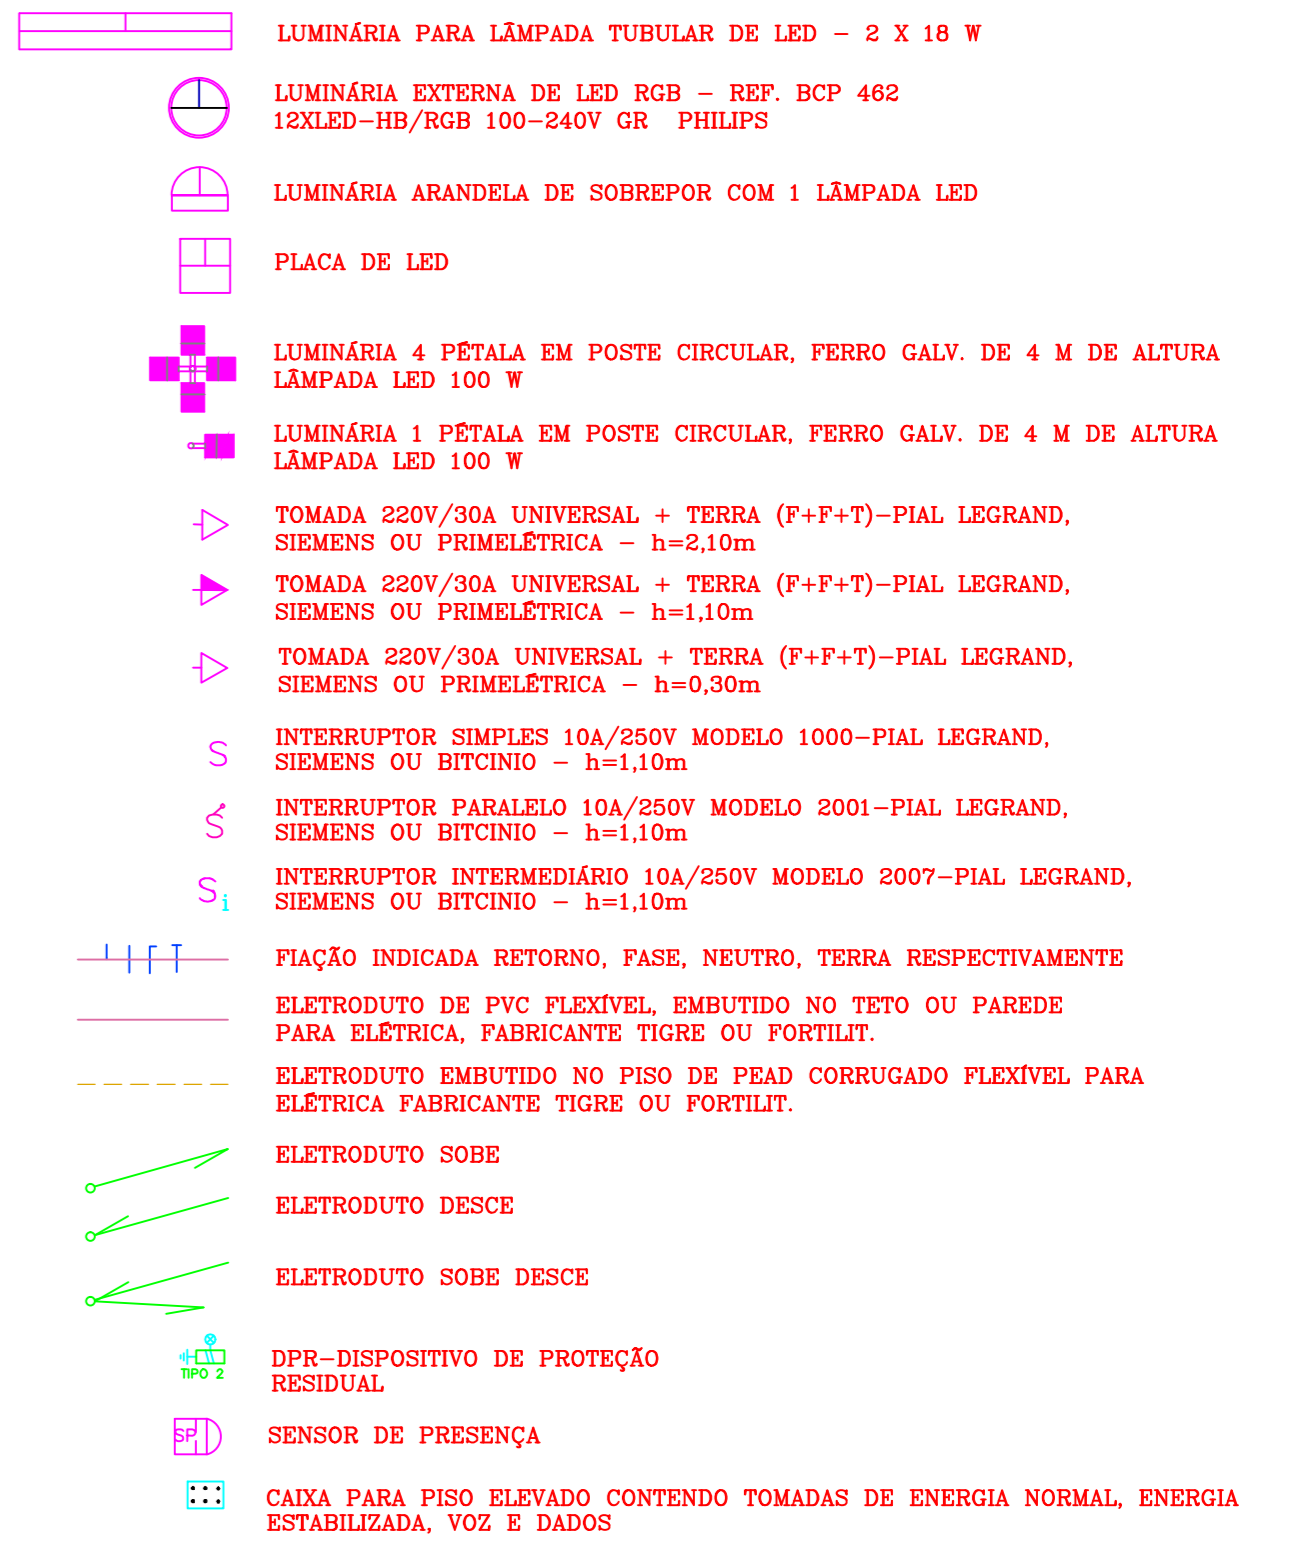 LUMINÁRIA PARA LÂMPADA TUBULAR DE LED - 2 X 18 W
LUMINÁRIA EXTERNA DE LED RGB - REF. BCP 462
12XLED-HB/RGB 100-240V GR PHILIPS
LUMINÁRIA ARANDELA DE SOBREPOR COM 1 LÂMPADA LED
PLACA DE LED
LUMINÁRIA 4 PÉTALA EM POSTE CIRCULAR, FERRO GALV. DE 4 M DE ALTURA
LÂMPADA LED 100 W
LUMINÁRIA 1 PÉTALA EM POSTE CIRCULAR, FERRO GALV. DE 4 M DE ALTURA
LÂMPADA LED 100 W
TOMADA 220V/30A UNIVERSAL + TERRA (F+F+T)-PIAL LEGRAND,
SIEMENS OU PRIMELÉTRICA - h=2,10m
TOMADA 220V/30A UNIVERSAL + TERRA (F+F+T)-PIAL LEGRAND,
SIEMENS OU PRIMELÉTRICA - h=1,10m
TOMADA 220V/30A UNIVERSAL + TERRA (F+F+T)-PIAL LEGRAND,
SIEMENS OU PRIMELÉTRICA - h=0,30m
S INTERRUPTOR SIMPLES 10A/250V MODELO 1000-PIAL LEGRAND,
SIEMENS OU BITCINIO - h=1,10m
S INTERRUPTOR PARALELO 10A/250V MODELO 2001-PIAL LEGRAND,
SIEMENS OU BITCINIO - h=1,10m
Si INTERRUPTOR INTERMEDIÁRIO 10A/250V MODELO 2007-PIAL LEGRAND,
SIEMENS OU BITCINIO - h=1,10m
FIAÇÃO INDICADA RETORNO, FASE, NEUTRO, TERRA RESPECTIVAMENTE
ELETRODUTO DE PVC FLEXÍVEL, EMBUTIDO NO TETO OU PAREDE
PARA ELÉTRICA, FABRICANTE TIGRE OU FORTILIT.
ELETRODUTO EMBUTIDO NO PISO DE PEAD CORRUGADO FLEXÍVEL PARA
ELÉTRICA FABRICANTE TIGRE OU FORTILIT.
ELETRODUTO SOBE
ELETRODUTO DESCE
ELETRODUTO SOBE DESCE
TIPO 2
DPR-DISPOSITIVO DE PROTEÇÃO
RESIDUAL
SP SENSOR DE PRESENÇA
CAIXA PARA PISO ELEVADO CONTENDO TOMADAS DE ENERGIA NORMAL, ENERGIA
ESTABILIZADA, VOZ E DADOS